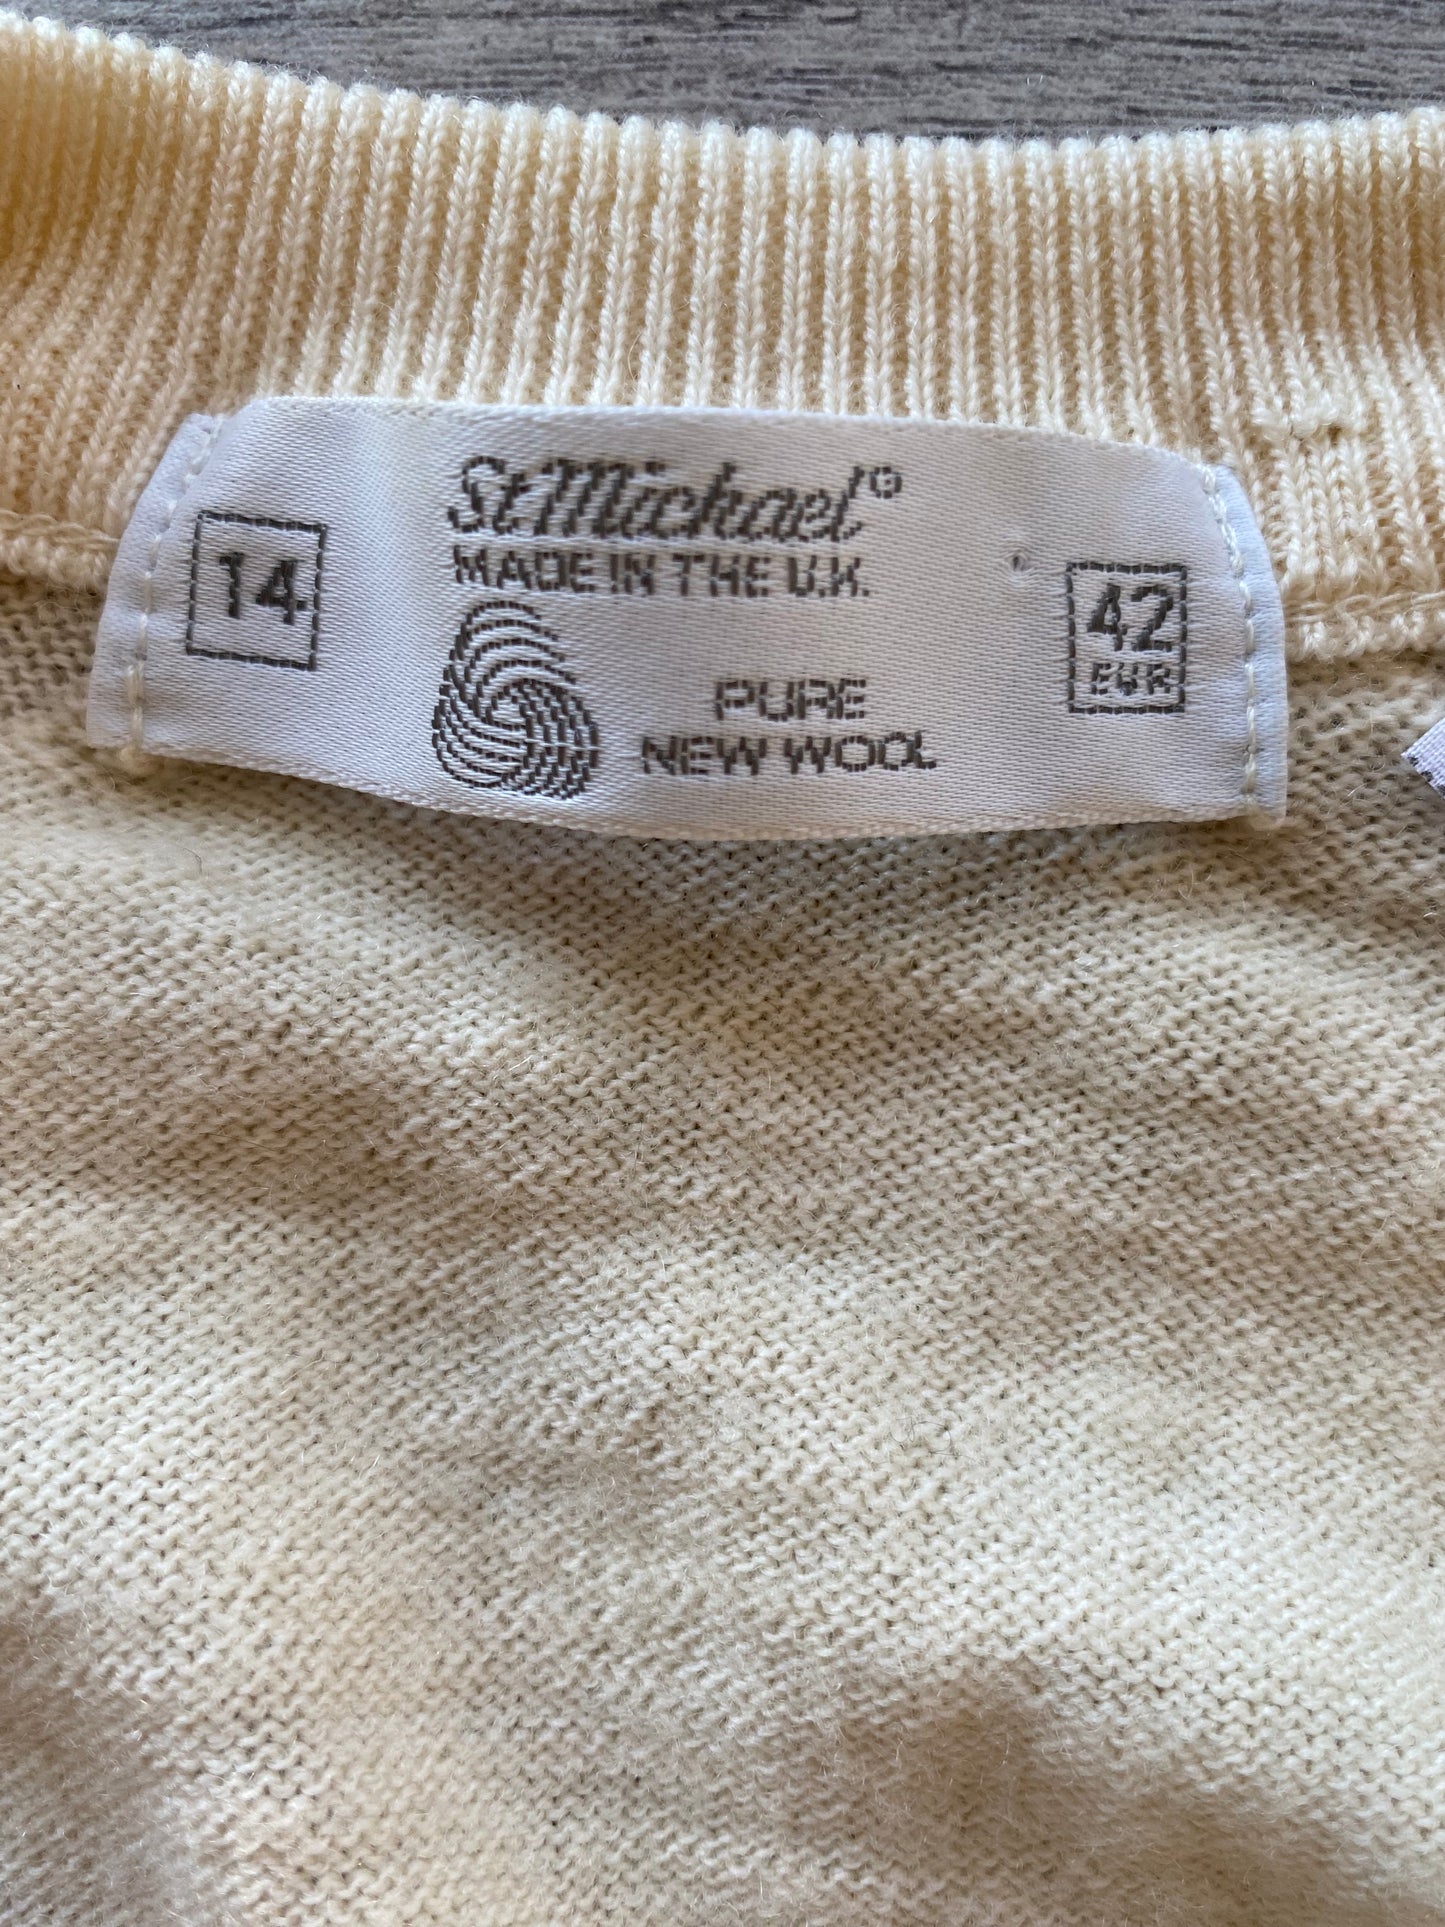 St Michael®
MADE IN THE U.K.
14
42
EUR
PURE
NEW WOOL